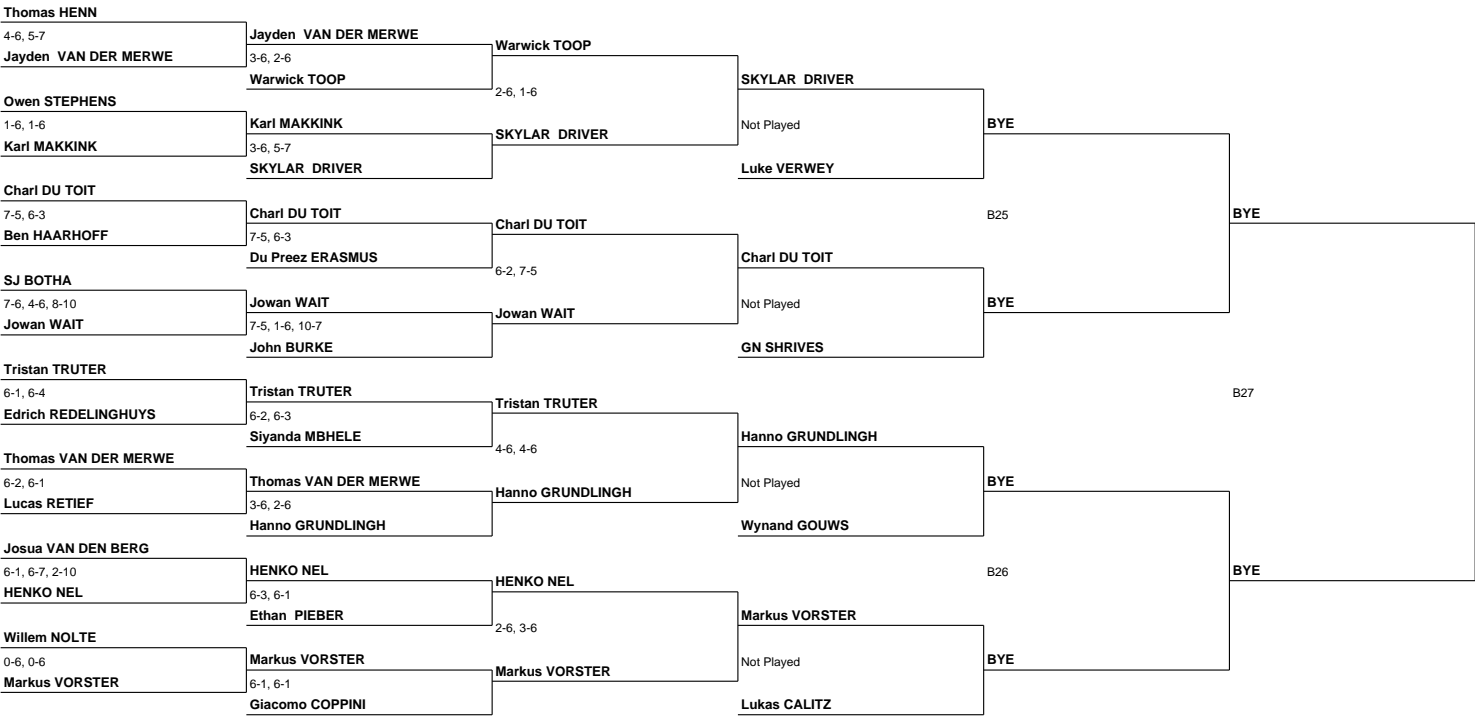 Thomas HENN
4-6, 5-7
Jayden  VAN DER MERWE
Owen STEPHENS
1-6, 1-6
Karl MAKKINK
Charl DU TOIT
7-5, 6-3
Ben HAARHOFF
SJ BOTHA
7-6, 4-6, 8-10
Jowan WAIT
Tristan TRUTER
6-1, 6-4
Edrich REDELINGHUYS
Thomas VAN DER MERWE
6-2, 6-1
Lucas RETIEF
Josua VAN DEN BERG
6-1, 6-7, 2-10
HENKO NEL
Willem NOLTE
0-6, 0-6
Markus VORSTER
Jayden  VAN DER MERWE
3-6, 2-6
Warwick TOOP
Karl MAKKINK
3-6, 5-7
SKYLAR  DRIVER
Charl DU TOIT
7-5, 6-3
Du Preez ERASMUS
Jowan WAIT
7-5, 1-6, 10-7
John BURKE
Tristan TRUTER
6-2, 6-3
Siyanda MBHELE
Thomas VAN DER MERWE
3-6, 2-6
Hanno GRUNDLINGH
HENKO NEL
6-3, 6-1
Ethan  PIEBER
Markus VORSTER
6-1, 6-1
Giacomo COPPINI
Warwick TOOP
2-6, 1-6
SKYLAR  DRIVER
Charl DU TOIT
6-2, 7-5
Jowan WAIT
Tristan TRUTER
4-6, 4-6
Hanno GRUNDLINGH
HENKO NEL
2-6, 3-6
Markus VORSTER
SKYLAR  DRIVER
Not Played
Luke VERWEY
Charl DU TOIT
Not Played
GN SHRIVES
Hanno GRUNDLINGH
Not Played
Wynand GOUWS
Markus VORSTER
Not Played
Lukas CALITZ
BYE
B25
BYE
BYE
B26
BYE
BYE
B27
BYE